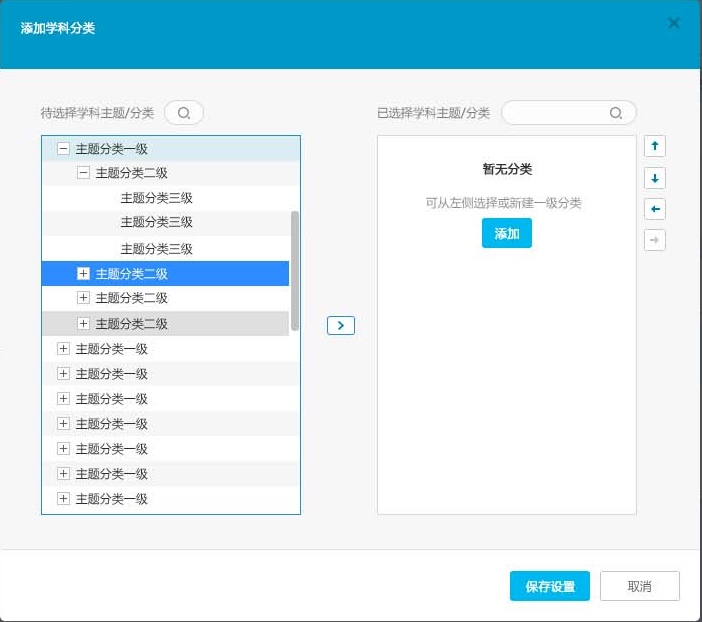 添加学科分类
待选择学科主题/分类
已选择学科主题/分类
主题分类一级
主题分类二级
主题分类三级
主题分类三级
主题分类三级
主题分类二级
主题分类二级
主题分类二级
主题分类一级
主题分类一级
主题分类一级
主题分类一级
主题分类一级
主题分类一级
主题分类一级
暂无分类
可从左侧选择或新建一级分类
添加
保存设置
取消